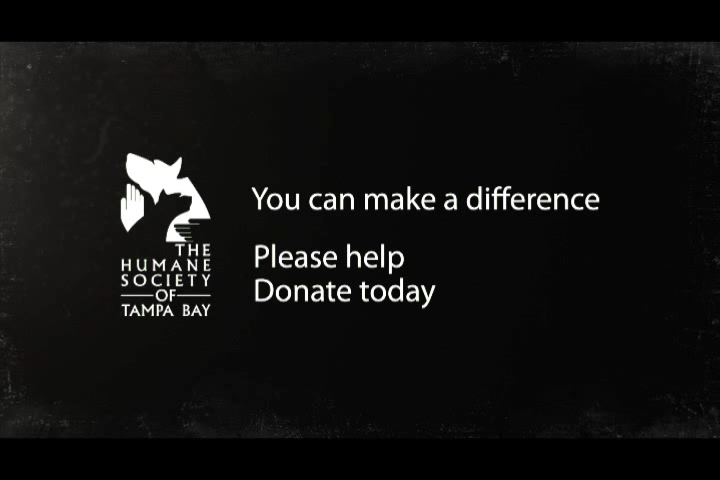 THE
HUMANE
SOCIETY
OF
TAMPA BAY
You can make a difference
Please help
Donate today